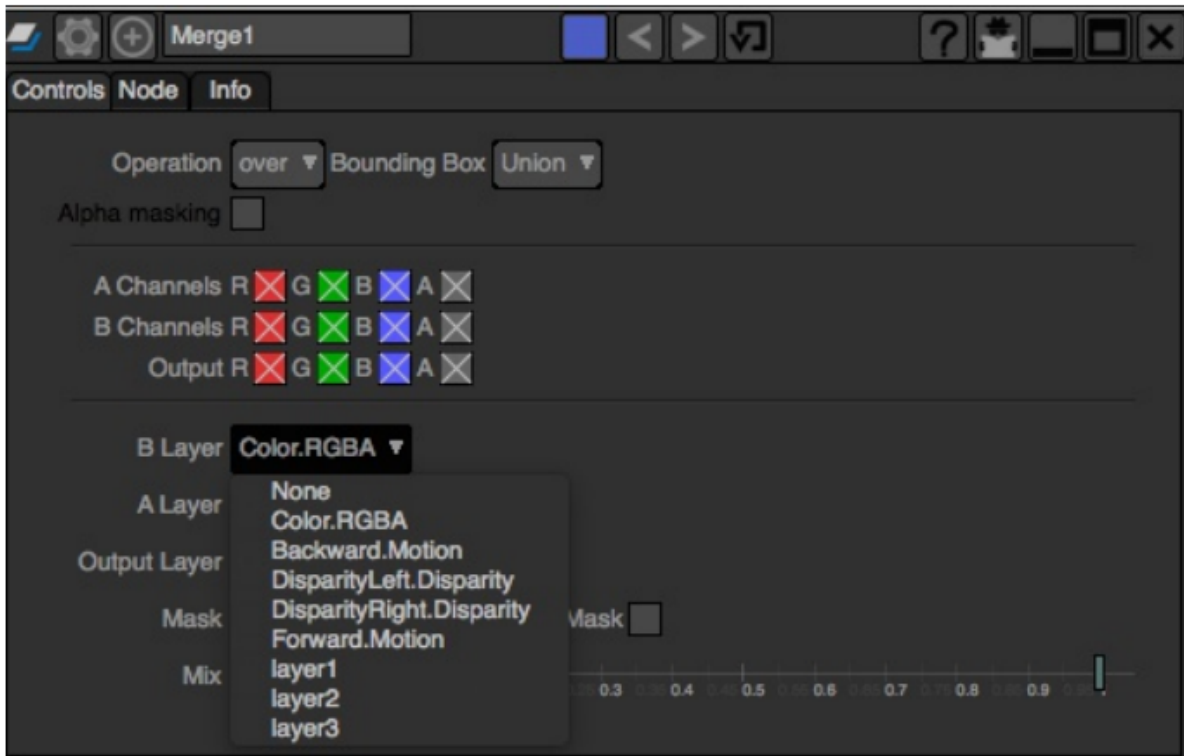 Merge1
Controls Node Info
Operation over Bounding Box Union
Alpha masking
A Channels R G B A
B Channels R G B A
Output R G B A
B Layer Color.RGBA
None
A Layer
Color.RGBA
Backward.Motion
Output Layer
DisparityLeft.Disparity
DisparityRight.Disparity
Mask Mask
Forward.Motion
Mix layer1
0.3 0.4 0.5 0.6 0.7 0.8 0.9
layer2
layer3